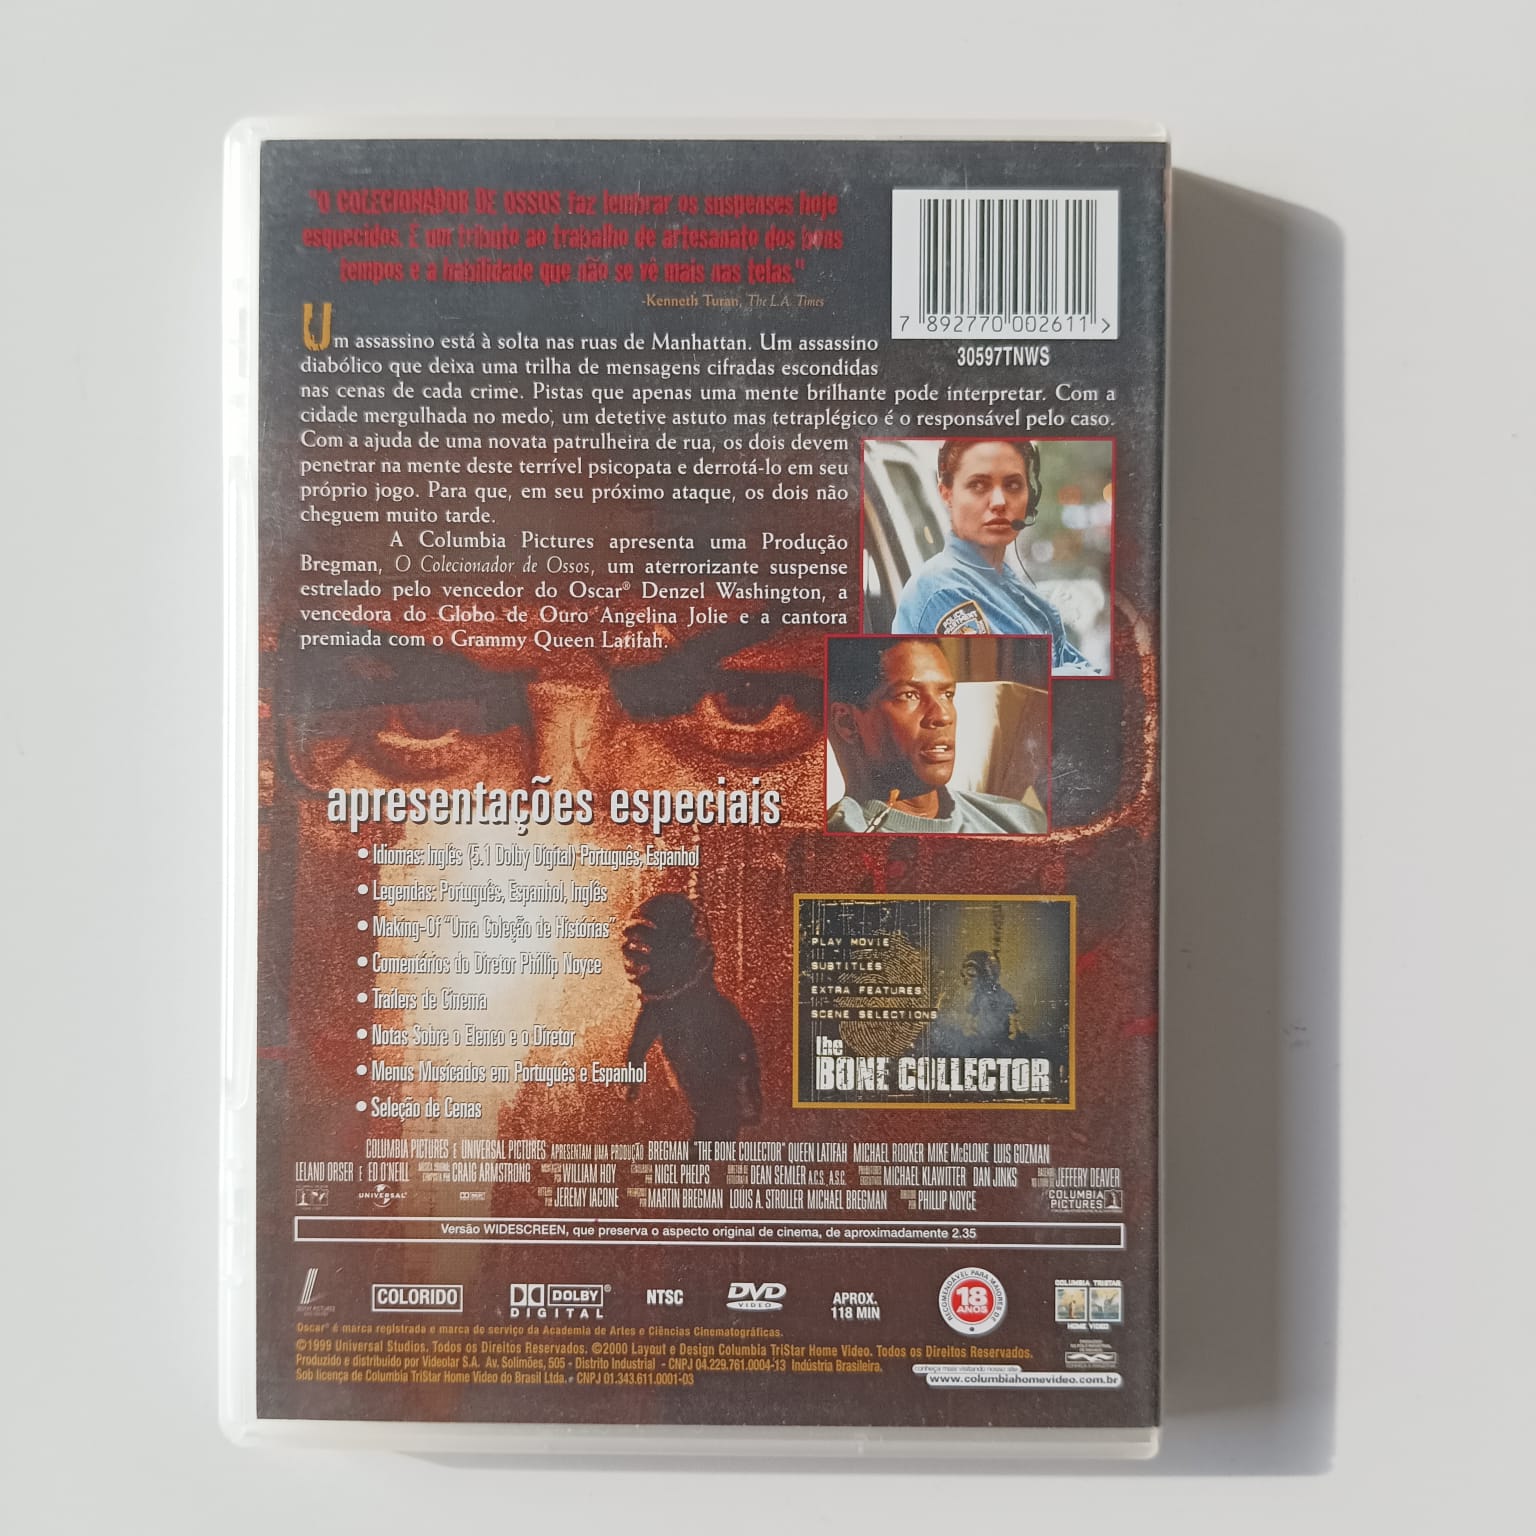 "O COLECIONADOR DE OSSOS faz lembrar os suspenses hoje
esquecidos. É um tributo ao trabalho de artesanato dos bons
tempos e a habilidade que não se vê mais nas telas."
-Kenneth Turan, The L.A. Times
7 892770 002611 >
30597TNWS
Um assassino está à solta nas ruas de Manhattan. Um assassino
diabólico que deixa uma trilha de mensagens cifradas escondidas
nas cenas de cada crime. Pistas que apenas uma mente brilhante pode interpretar. Com a
cidade mergulhada no medo, um detetive astuto mas tetraplégico é o responsável pelo caso.
Com a ajuda de uma novata patrulheira de rua, os dois devem
penetrar na mente deste terrível psicopata e derrotá-lo em seu
próprio jogo. Para que, em seu próximo ataque, os dois não
cheguem muito tarde.
A Columbia Pictures apresenta uma Produção
Bregman, O Colecionador de Ossos, um aterrorizante suspense
estrelado pelo vencedor do Oscar® Denzel Washington, a
vencedora do Globo de Ouro Angelina Jolie e a cantora
premiada com o Grammy Queen Latifah.
POLICE
apresentações especiais
• Idiomas: Inglês (5.1 Dolby Digital) Português, Espanhol
• Legendas: Português, Espanhol, Inglês
• Making-Of "Uma Coleção de Histórias"
• Comentários do Diretor Phillip Noyce
• Trailers de Cinema
• Notas Sobre o Elenco e o Diretor
• Menus Musicados em Português e Espanhol
• Seleção de Cenas
PLAY MOVIE
SUBTITLES
EXTRA FEATURES
SCENE SELECTIONS
the
BONE COLLECTOR
COLUMBIA PICTURES E UNIVERSAL PICTURES APRESENTAM UMA PRODUÇÃO BREGMAN "THE BONE COLLECTOR" QUEEN LATIFAH MICHAEL ROOKER MIKE McGLONE LUIS GUZMAN
LELAND ORSER E ED O'NEILL CRAIG ARMSTRONG WILLIAM HOY NIGEL PHELPS DEAN SEMLER A.C.S., A.S.C. MICHAEL KLAWITTER DAN JINKS JEFFERY DEAVER
UNIVERSAL JEREMY IACONE MARTIN BREGMAN LOUIS A. STROLLER MICHAEL BREGMAN PHILLIP NOYCE COLUMBIA PICTURES
Versão WIDESCREEN, que preserva o aspecto original de cinema, de aproximadamente 2.35
COLORIDO
DOLBY®
DIGITAL
NTSC
DVD
VIDEO
APROX.
118 MIN
RECOMENDÁVEL PARA MAIORES DE
18
ANOS
COLUMBIA TRISTAR
HOME VIDEO
Oscar® é marca registrada e marca de serviço da Academia de Artes e Ciências Cinematográficas.
©1999 Universal Studios. Todos os Direitos Reservados. ©2000 Layout e Design Columbia TriStar Home Video. Todos os Direitos Reservados.
Produzido e distribuído por Videolar S.A. Av. Solimões, 505 - Distrito Industrial - CNPJ 04.229.761.0004-13 Indústria Brasileira.
Sob licença de Columbia TriStar Home Video do Brasil Ltda. - CNPJ 01.343.611.0001-03
conheça mais visitando nosso site
www.columbiahomevideo.com.br